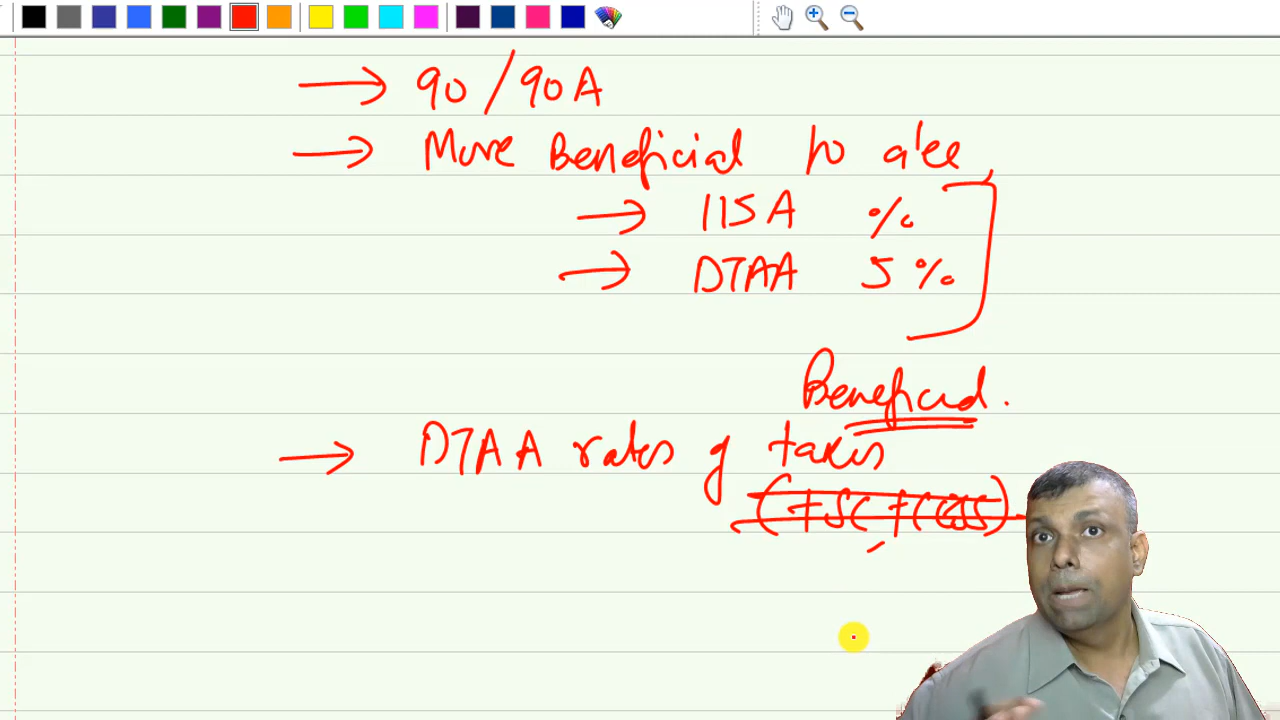 → 90/90A
→ More Beneficial to a'ee
→ 115A %
→ DTAA 5%
Beneficial.
→ DTAA rates of taxes